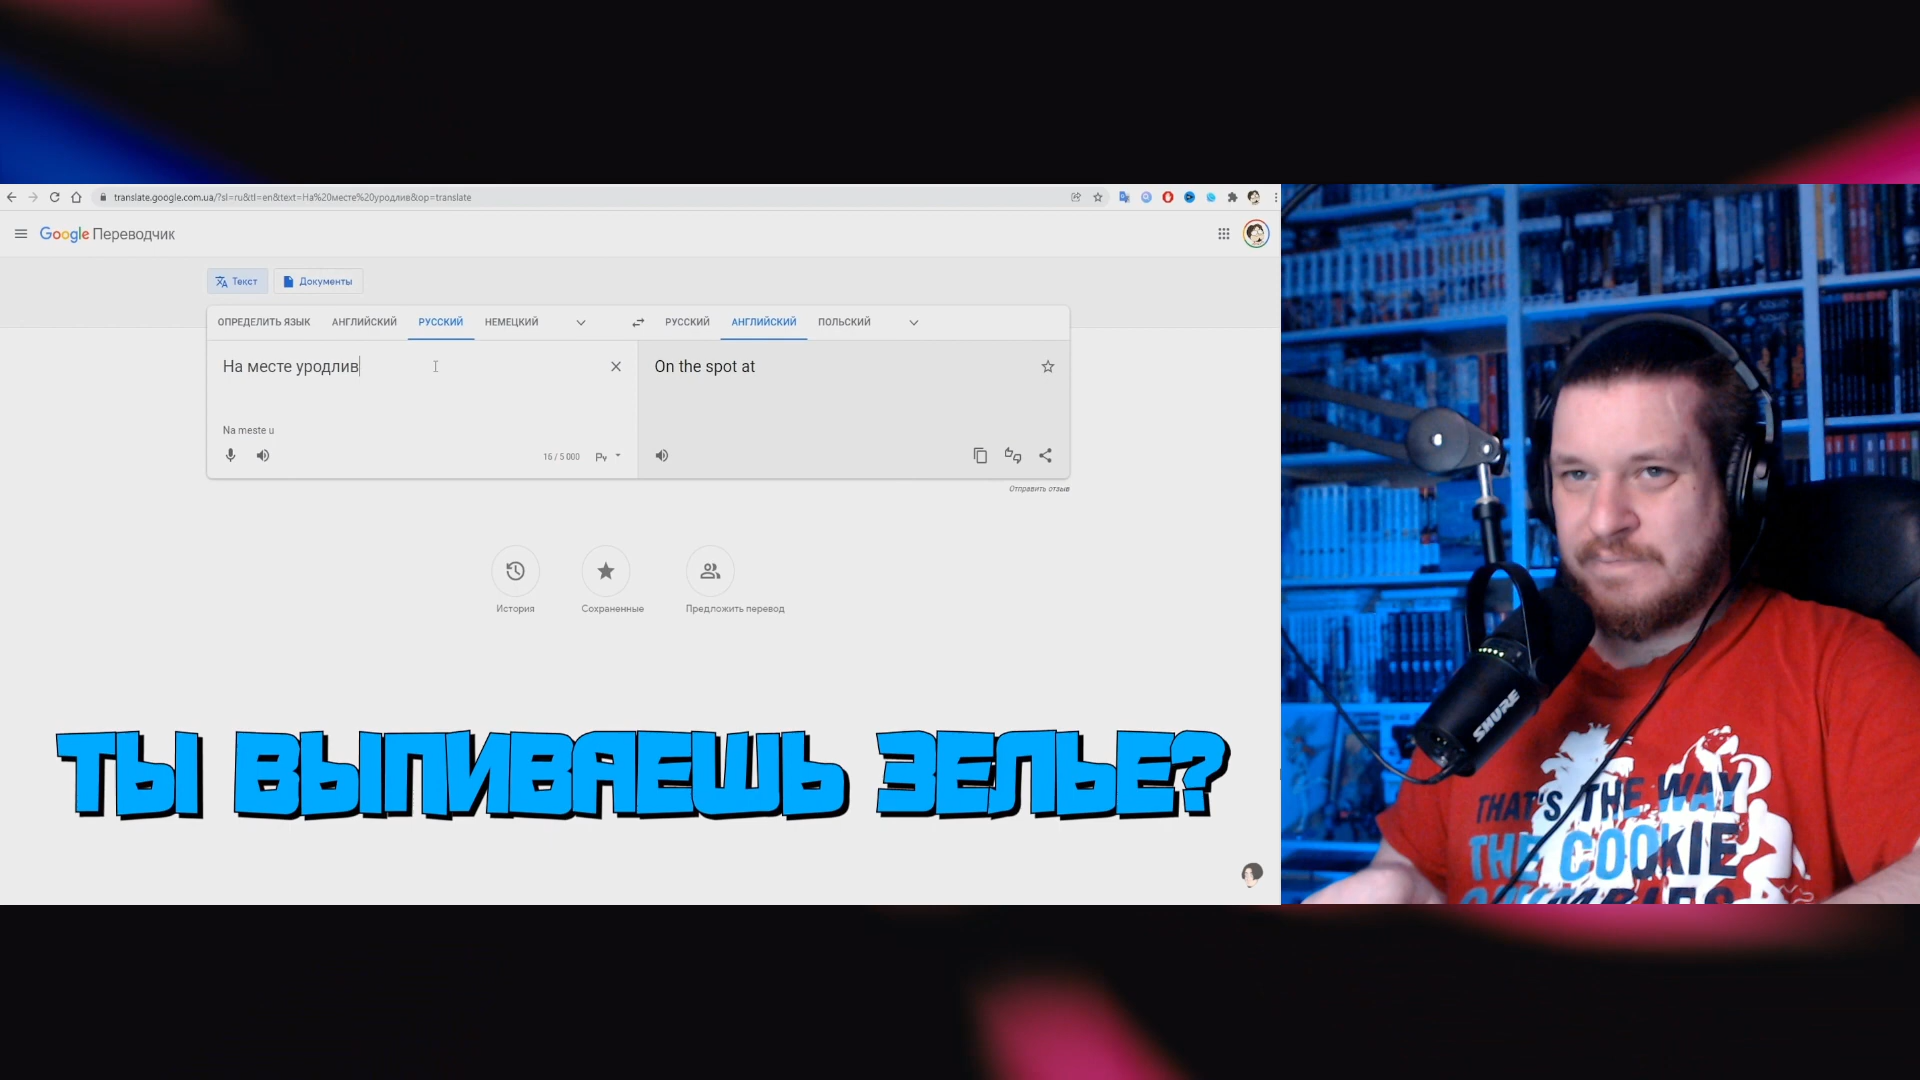 translate.google.com.ua/?sl=ru&tl=en&text=На%20месте%20уродлив&op=translate
Google Переводчик
Текст
Документы
ОПРЕДЕЛИТЬ ЯЗЫК
АНГЛИЙСКИЙ
РУССКИЙ
НЕМЕЦКИЙ
РУССКИЙ
АНГЛИЙСКИЙ
ПОЛЬСКИЙ
На месте уродлив
On the spot at
Na meste u
16 / 5 000
Отправить отзыв
История
Сохраненные
Предложить перевод
ТЫ ВЫПИВАЕШЬ ЗЕЛЬЕ?
SHURE
THAT'S THE WAY
THE COOKIE